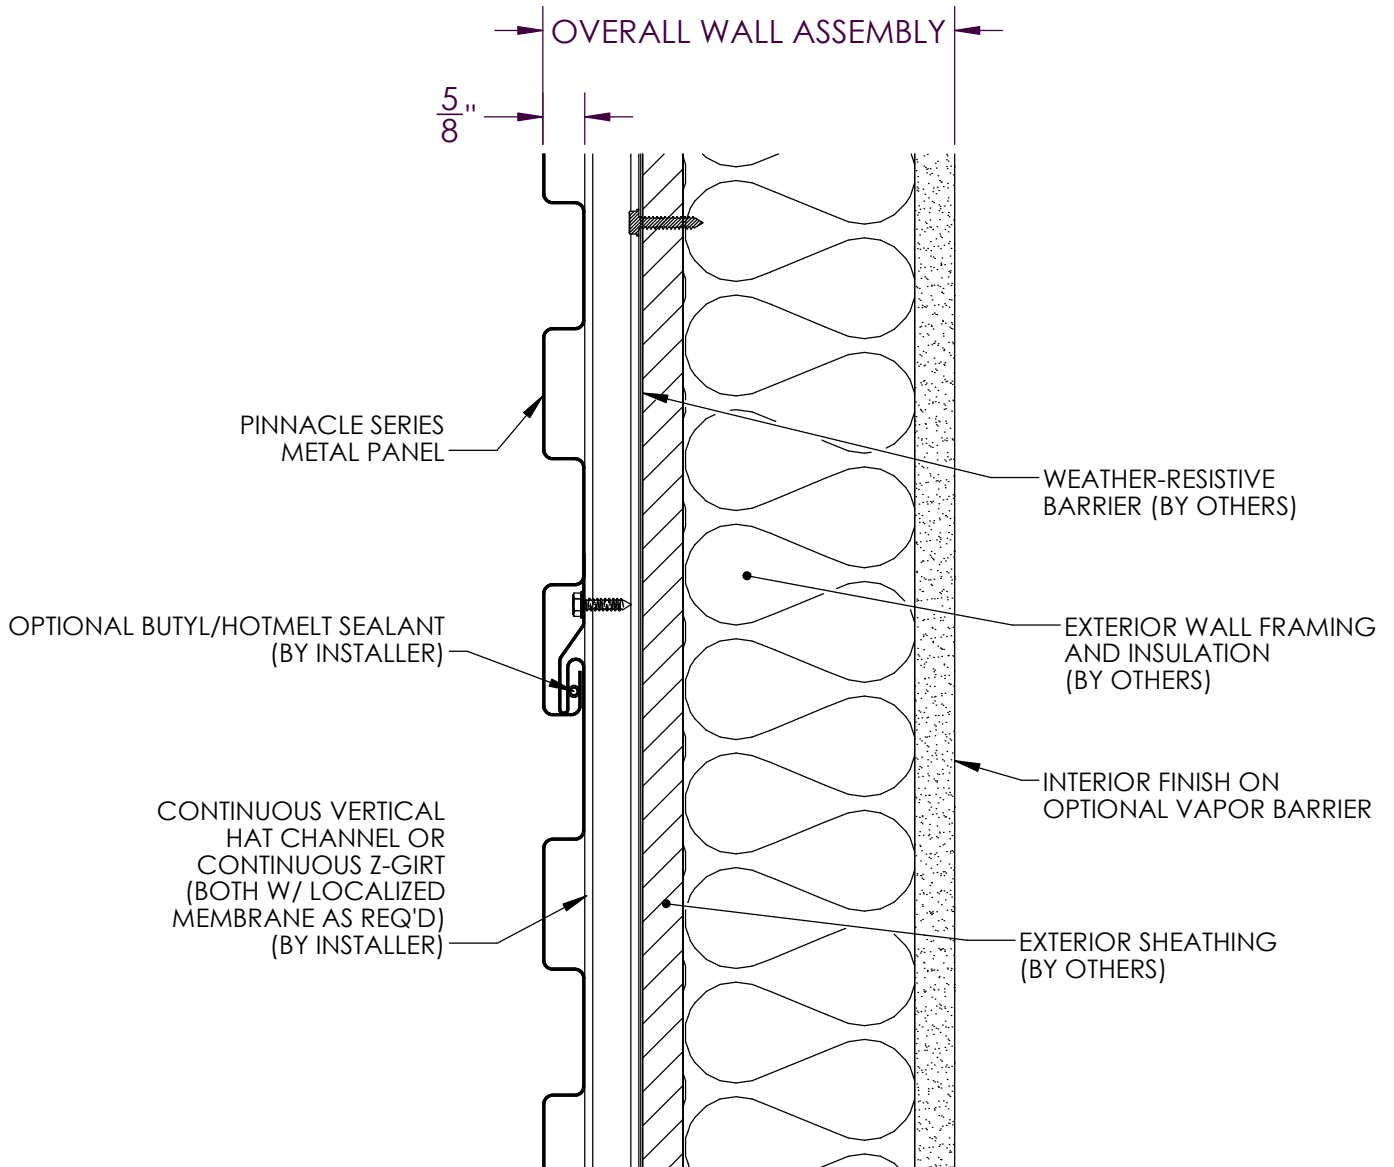 OVERALL WALL ASSEMBLY
5/8"
PINNACLE SERIES
METAL PANEL
WEATHER-RESISTIVE
BARRIER (BY OTHERS)
OPTIONAL BUTYL/HOTMELT SEALANT
(BY INSTALLER)
EXTERIOR WALL FRAMING
AND INSULATION
(BY OTHERS)
INTERIOR FINISH ON
OPTIONAL VAPOR BARRIER
CONTINUOUS VERTICAL
HAT CHANNEL OR
CONTINUOUS Z-GIRT
(BOTH W/ LOCALIZED
MEMBRANE AS REQ'D)
(BY INSTALLER)
EXTERIOR SHEATHING
(BY OTHERS)